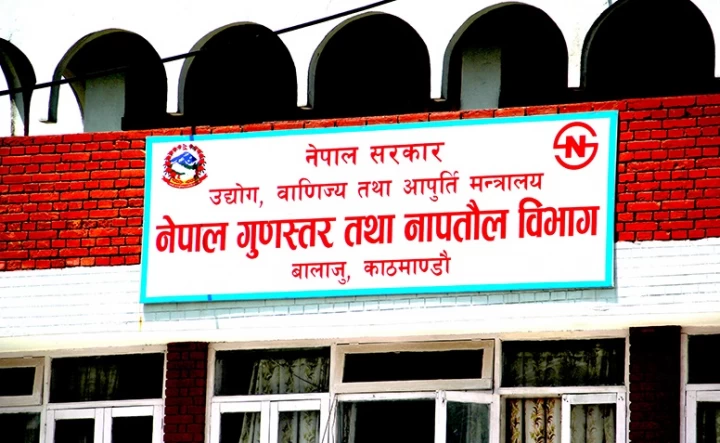 नेपाल सरकार
उद्योग, वाणिज्य तथा आपुर्ति मन्त्रालय
नेपाल गुणस्तर तथा नापतौल विभाग
बालाजु, काठमाण्डौ